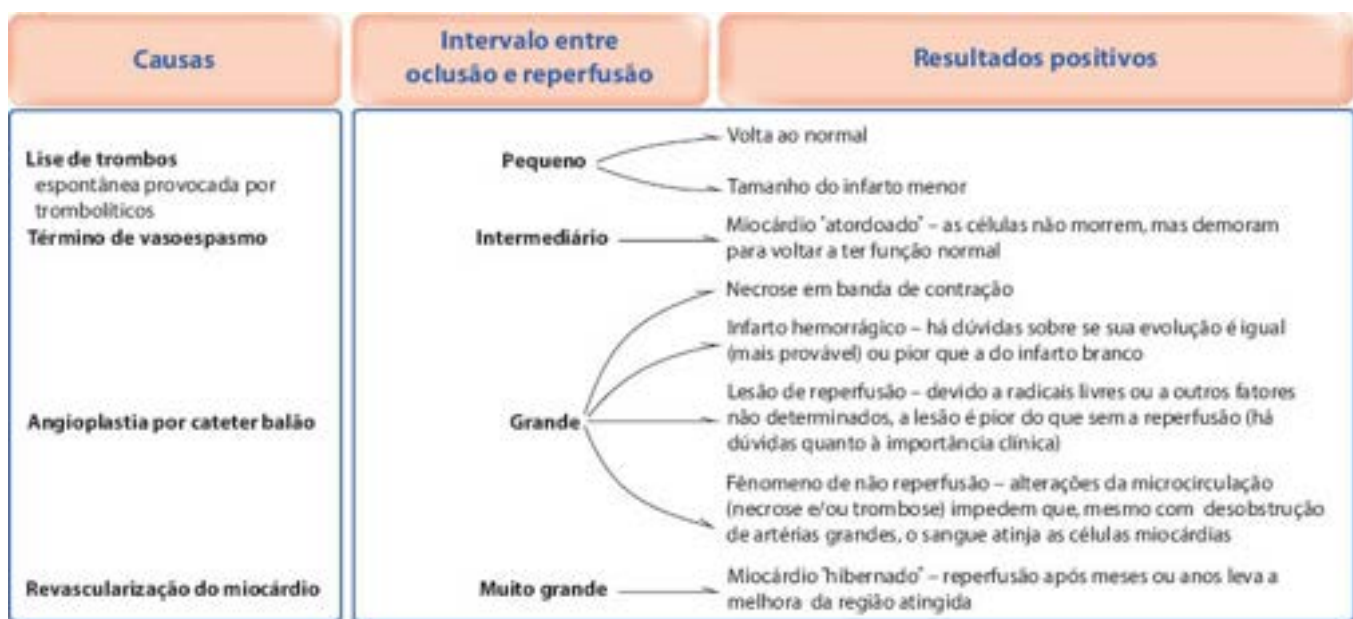 Causas
Intervalo entre
oclusão e reperfusão
Resultados positivos
Lise de trombos
espontânea provocada por
trombolíticos
Término de vasoespasmo
Angioplastia por cateter balão
Revascularização do miocárdio
Pequeno
Volta ao normal
Tamanho do infarto menor
Intermediário
Miocárdio "atordoado" – as células não morrem, mas demoram
para voltar a ter função normal
Grande
Necrose em banda de contração
Infarto hemorrágico – há dúvidas sobre se sua evolução é igual
(mais provável) ou pior que a do infarto branco
Lesão de reperfusão – devido a radicais livres ou a outros fatores
não determinados, a lesão é pior do que sem a reperfusão (há
dúvidas quanto à importância clínica)
Fênomeno de não reperfusão – alterações da microcirculação
(necrose e/ou trombose) impedem que, mesmo com desobstrução
de artérias grandes, o sangue atinja as células miocárdias
Muito grande
Miocárdio "hibernado" – reperfusão após meses ou anos leva a
melhora da região atingida